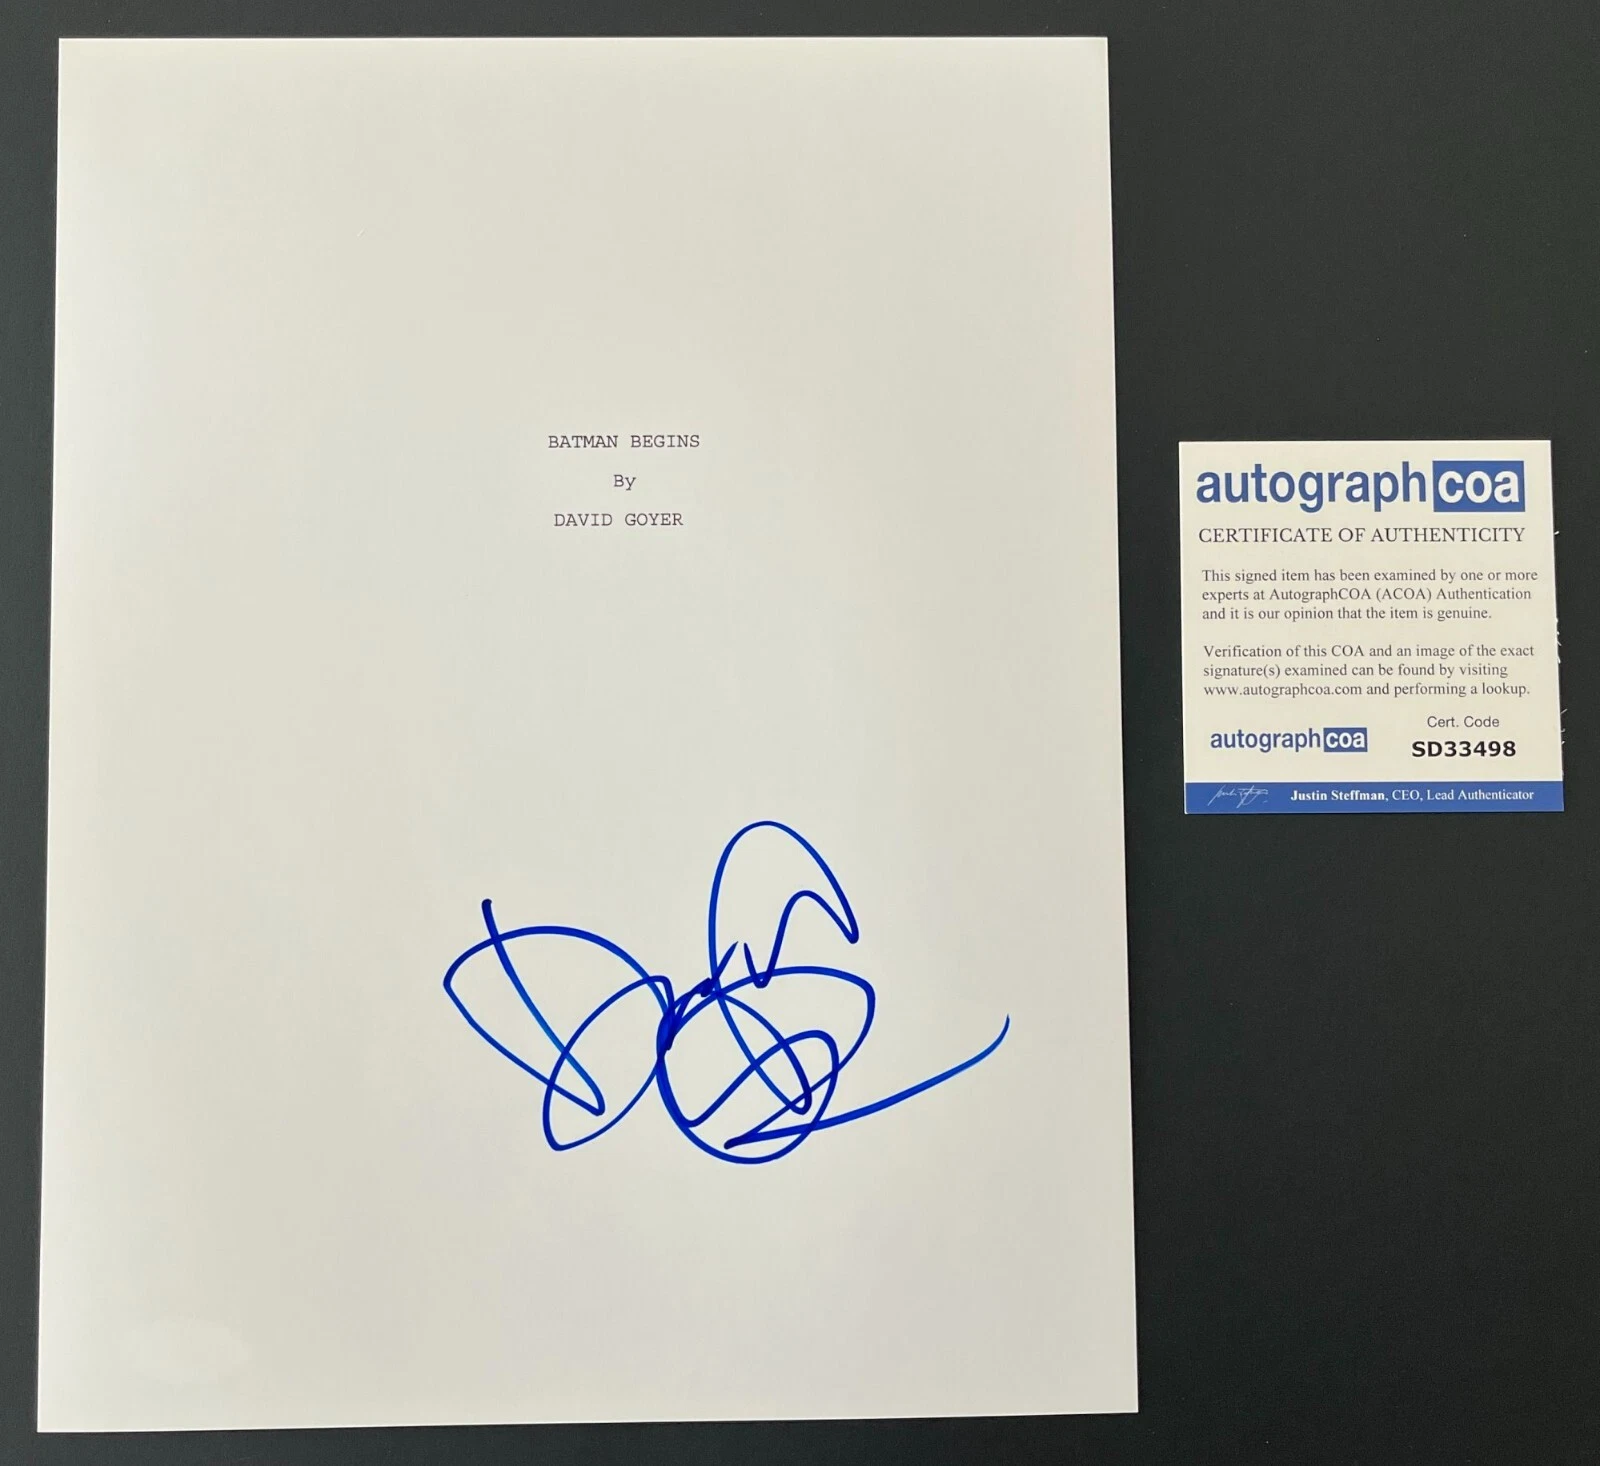 BATMAN BEGINS
By
DAVID GOYER
autographcoa
CERTIFICATE OF AUTHENTICITY
This signed item has been examined by one or more
experts at AutographCOA (ACOA) Authentication
and it is our opinion that the item is genuine.
Verification of this COA and an image of the exact
signature(s) examined can be found by visiting
www.autographcoa.com and performing a lookup.
autographcoa
Cert. Code
SD33498
Justin Steffman, CEO, Lead Authenticator